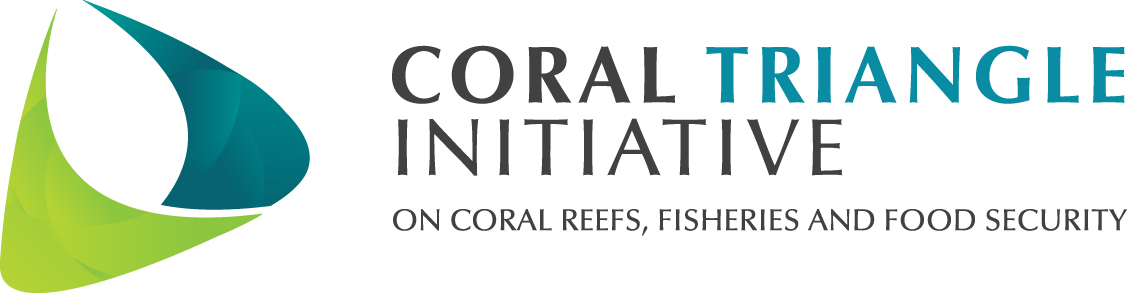 CORAL TRIANGLE
INITIATIVE
ON CORAL REEFS, FISHERIES AND FOOD SECURITY